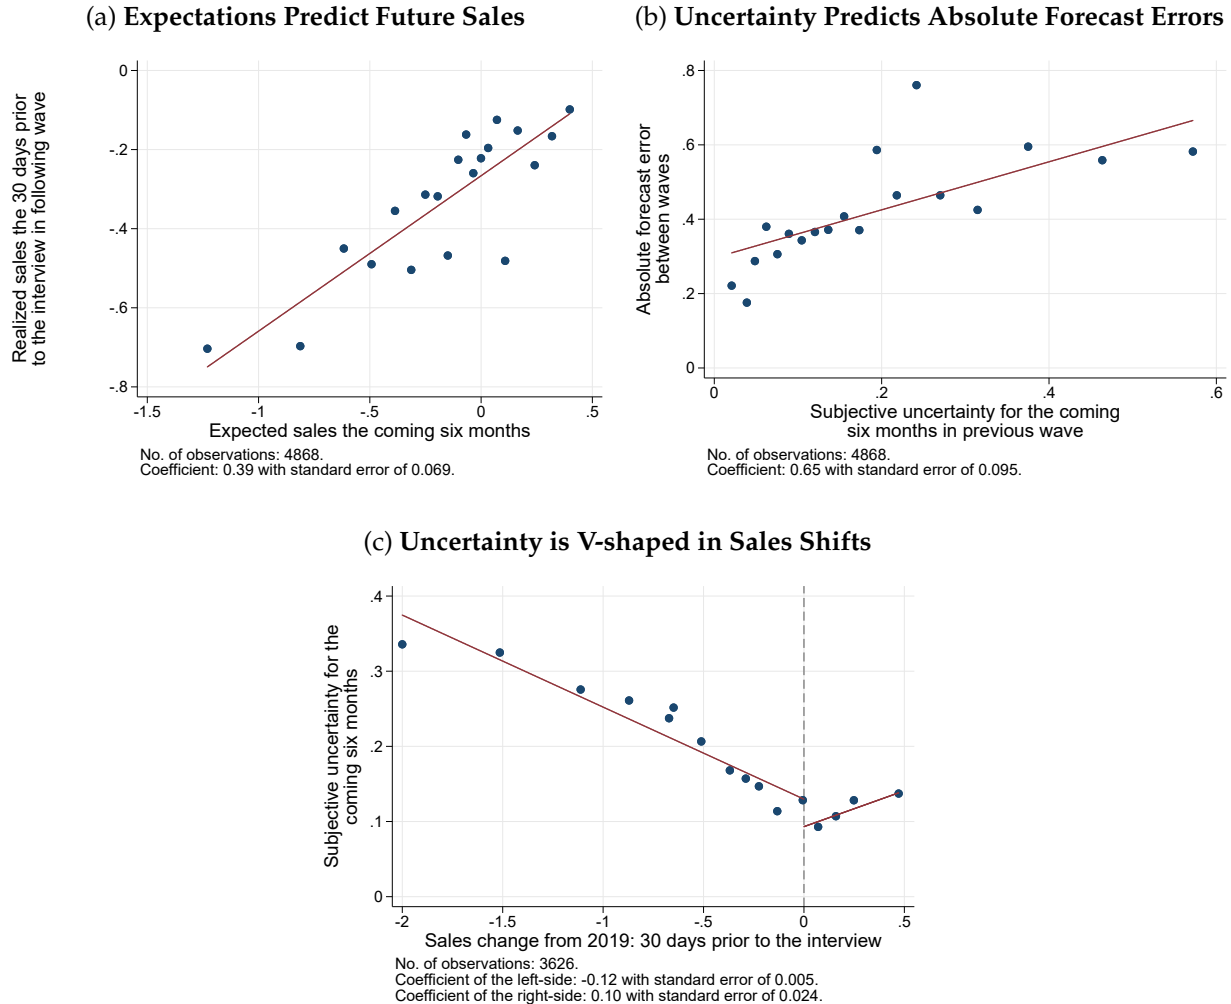 (a) Expectations Predict Future Sales
Realized sales the 30 days prior
to the interview in following wave
0
-.2
-.4
-.6
-.8
-1.5
-1
-.5
0
.5
Expected sales the coming six months
No. of observations: 4868.
Coefficient: 0.39 with standard error of 0.069.
(b) Uncertainty Predicts Absolute Forecast Errors
Absolute forecast error
between waves
.8
.6
.4
.2
0
0
.2
.4
.6
Subjective uncertainty for the coming
six months in previous wave
No. of observations: 4868.
Coefficient: 0.65 with standard error of 0.095.
(c) Uncertainty is V-shaped in Sales Shifts
Subjective uncertainty for the
coming six months
.4
.3
.2
.1
0
-2
-1.5
-1
-.5
0
.5
Sales change from 2019: 30 days prior to the interview
No. of observations: 3626.
Coefficient of the left-side: -0.12 with standard error of 0.005.
Coefficient of the right-side: 0.10 with standard error of 0.024.